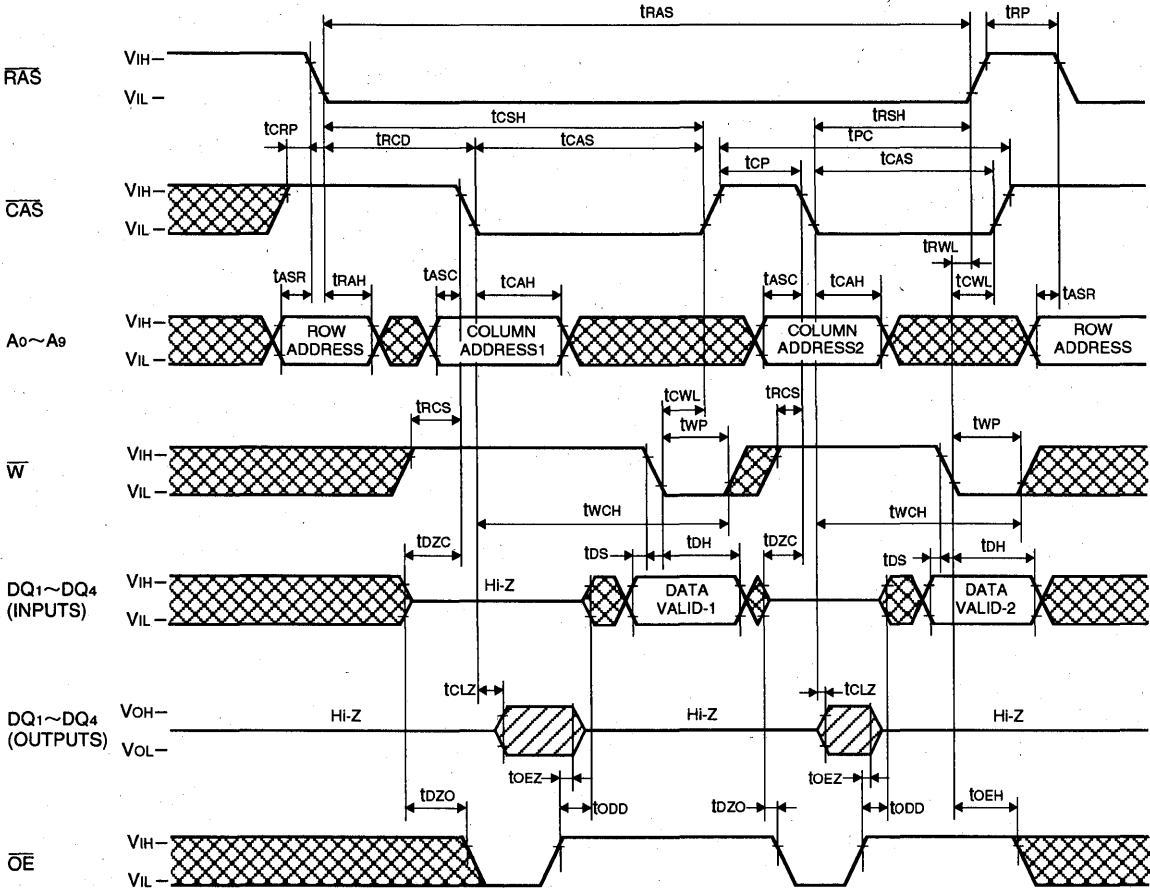 tRAS tRP
VIH
RAS
VIL
tCSH tRSH
tCRP tRCD tCAS tPC
tCP tCAS
VIH
CAS
VIL
tRWL
tASR tRAH tASC tCAH tASC tCAH tCWL tASR
VIH
A0~A9
VIL
ROW ADDRESS
COLUMN ADDRESS1
COLUMN ADDRESS2
ROW ADDRESS
tRCS tCWL tRCS
tWP tWP
VIH
W
VIL
tWCH tWCH
tDZC tDS tDH tDZC tDS tDH
VIH
DQ1~DQ4
(INPUTS)
VIL
Hi-Z
DATA VALID-1
DATA VALID-2
tCLZ tCLZ
VOH
DQ1~DQ4
(OUTPUTS)
VOL
Hi-Z Hi-Z Hi-Z
tOEZ tOEZ
tDZO tODD tDZO tODD tOEH
VIH
OE
VIL